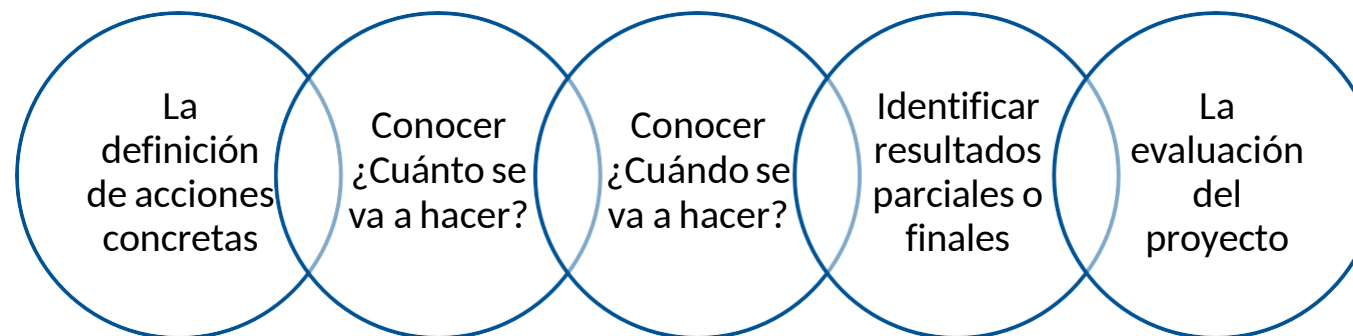 La
definición
de acciones
concretas
Conocer
¿Cuánto se
va a hacer?
Conocer
¿Cuándo se
va a hacer?
Identificar
resultados
parciales o
finales
La
evaluación
del
proyecto